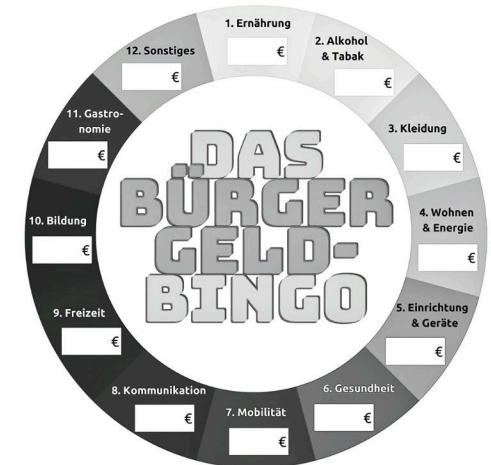 1. Ernährung
€
2. Alkohol
& Tabak
€
3. Kleidung
€
4. Wohnen
& Energie
€
5. Einrichtung
& Geräte
€
6. Gesundheit
€
7. Mobilität
€
8. Kommunikation
€
9. Freizeit
€
10. Bildung
€
11. Gastro-
nomie
€
12. Sonstiges
€
DAS
BÜRGER
GELD-
BINGO